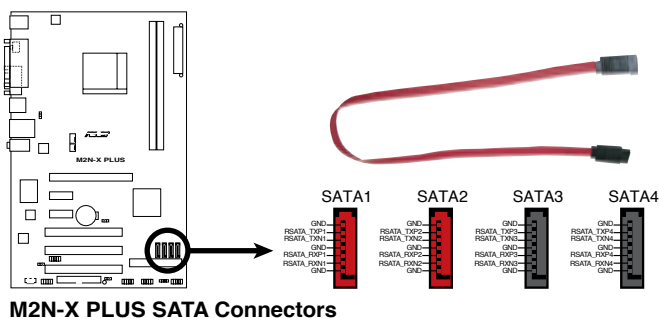 M2N-X PLUS
SATA1
GND
RSATA_TXP1
RSATA_TXN1
GND
RSATA_RXP1
RSATA_RXN1
GND
SATA2
GND
RSATA_TXP2
RSATA_TXN2
GND
RSATA_RXP2
RSATA_RXN2
GND
SATA3
GND
RSATA_TXP3
RSATA_TXN3
GND
RSATA_RXP3
RSATA_RXN3
GND
SATA4
GND
RSATA_TXP4
RSATA_TXN4
GND
RSATA_RXP4
RSATA_RXN4
GND
M2N-X PLUS SATA Connectors